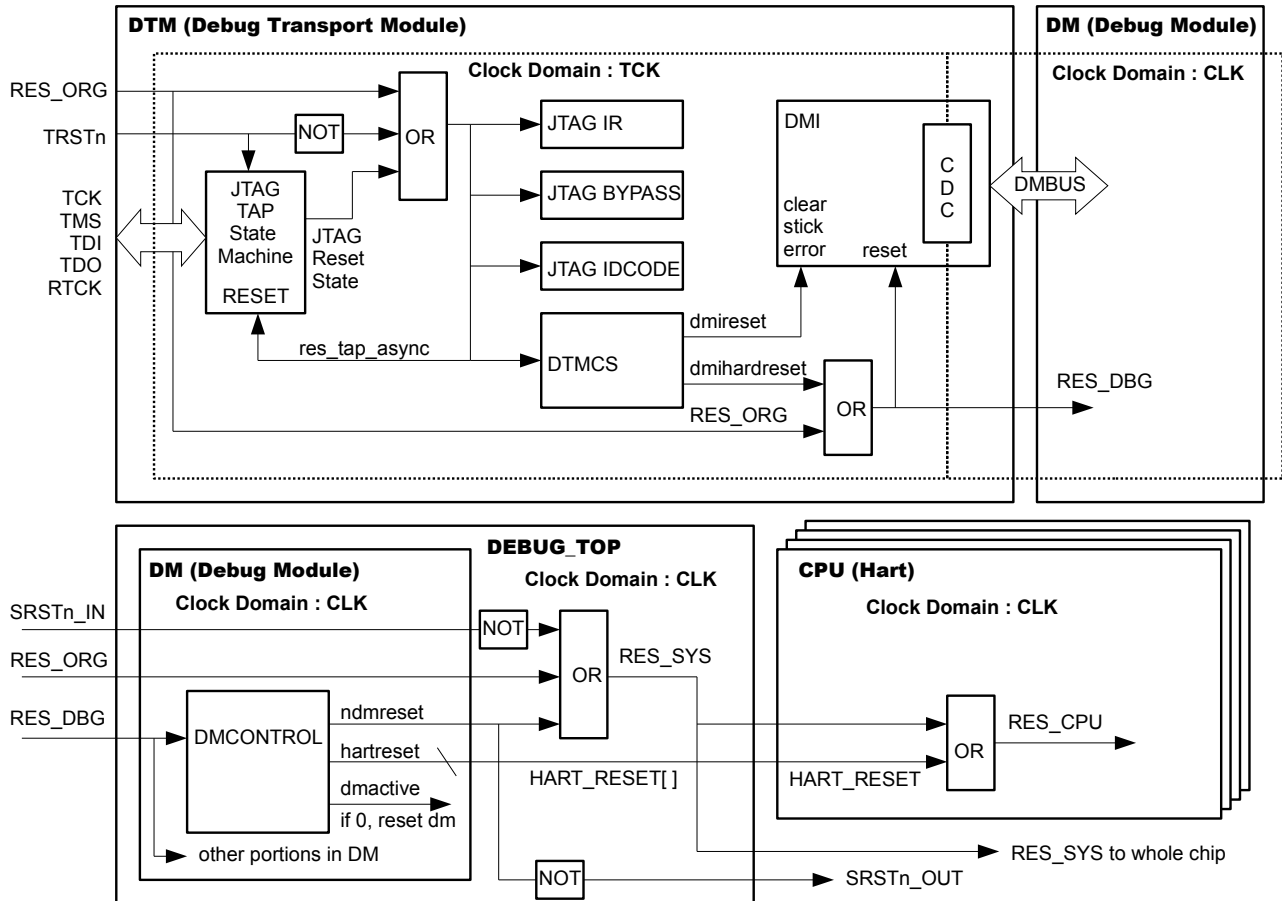 DTM (Debug Transport Module)
DM (Debug Module)
Clock Domain : TCK
Clock Domain : CLK
RES_ORG
TRSTn
NOT
OR
JTAG IR
DMI
TCK
TMS
TDI
TDO
RTCK
JTAG
TAP
State
Machine
RESET
JTAG
Reset
State
JTAG BYPASS
C
D
C
DMBUS
clear
stick
error
reset
JTAG IDCODE
res_tap_async
DTMCS
dmireset
dmihardreset
RES_ORG
OR
RES_DBG
DEBUG_TOP
DM (Debug Module)
Clock Domain : CLK
Clock Domain : CLK
CPU (Hart)
Clock Domain : CLK
SRSTn_IN
NOT
RES_ORG
OR
RES_SYS
RES_DBG
DMCONTROL
ndmreset
hartreset
dmactive
if 0, reset dm
HART_RESET[ ]
HART_RESET
OR
RES_CPU
other portions in DM
NOT
SRSTn_OUT
RES_SYS to whole chip